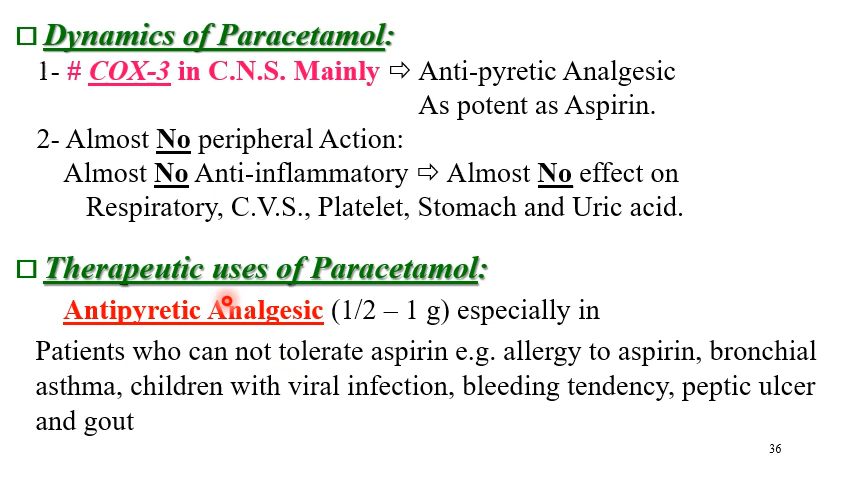 Dynamics of Paracetamol:
1- # COX-3 in C.N.S. Mainly ⇨ Anti-pyretic Analgesic
As potent as Aspirin.
2- Almost No peripheral Action:
Almost No Anti-inflammatory ⇨ Almost No effect on
Respiratory, C.V.S., Platelet, Stomach and Uric acid.
Therapeutic uses of Paracetamol:
Antipyretic Analgesic (1/2 – 1 g) especially in
Patients who can not tolerate aspirin e.g. allergy to aspirin, bronchial
asthma, children with viral infection, bleeding tendency, peptic ulcer
and gout
36